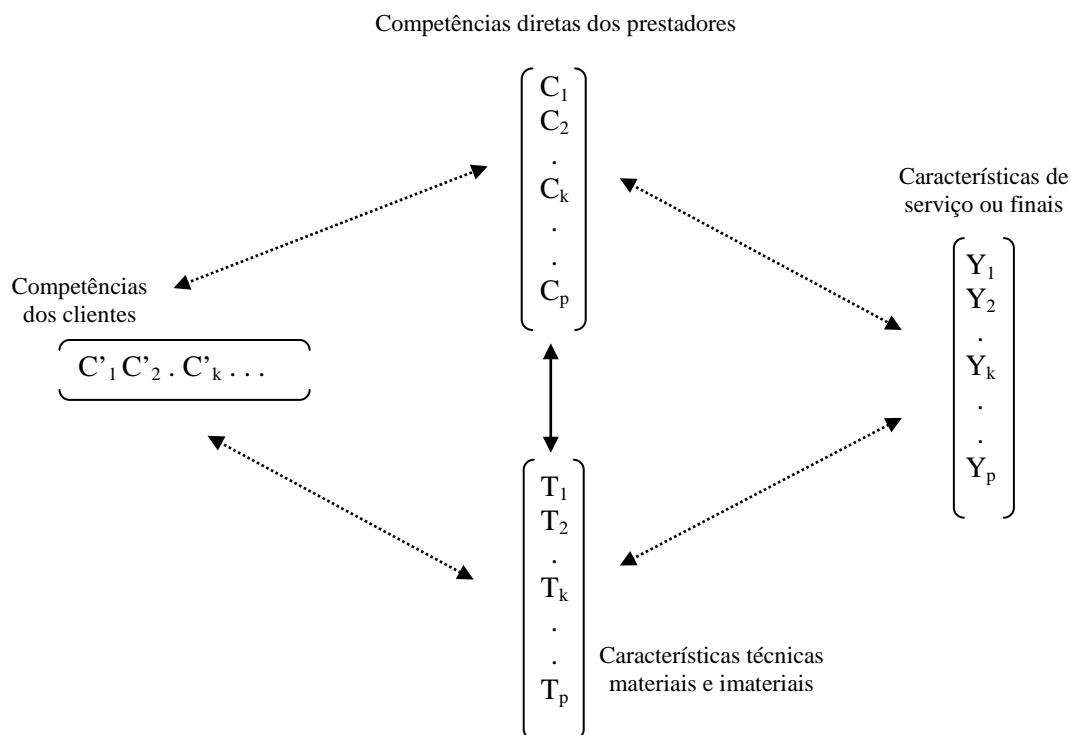 Competências diretas dos prestadores
C₁
C₂
.
Cₖ
.
.
Cₚ
Características de
serviço ou finais
Y₁
Y₂
.
Yₖ
.
.
Yₚ
Competências
dos clientes
C’₁ C’₂ . C’ₖ . . .
T₁
T₂
.
Tₖ
.
.
Tₚ
Características técnicas
materiais e imateriais